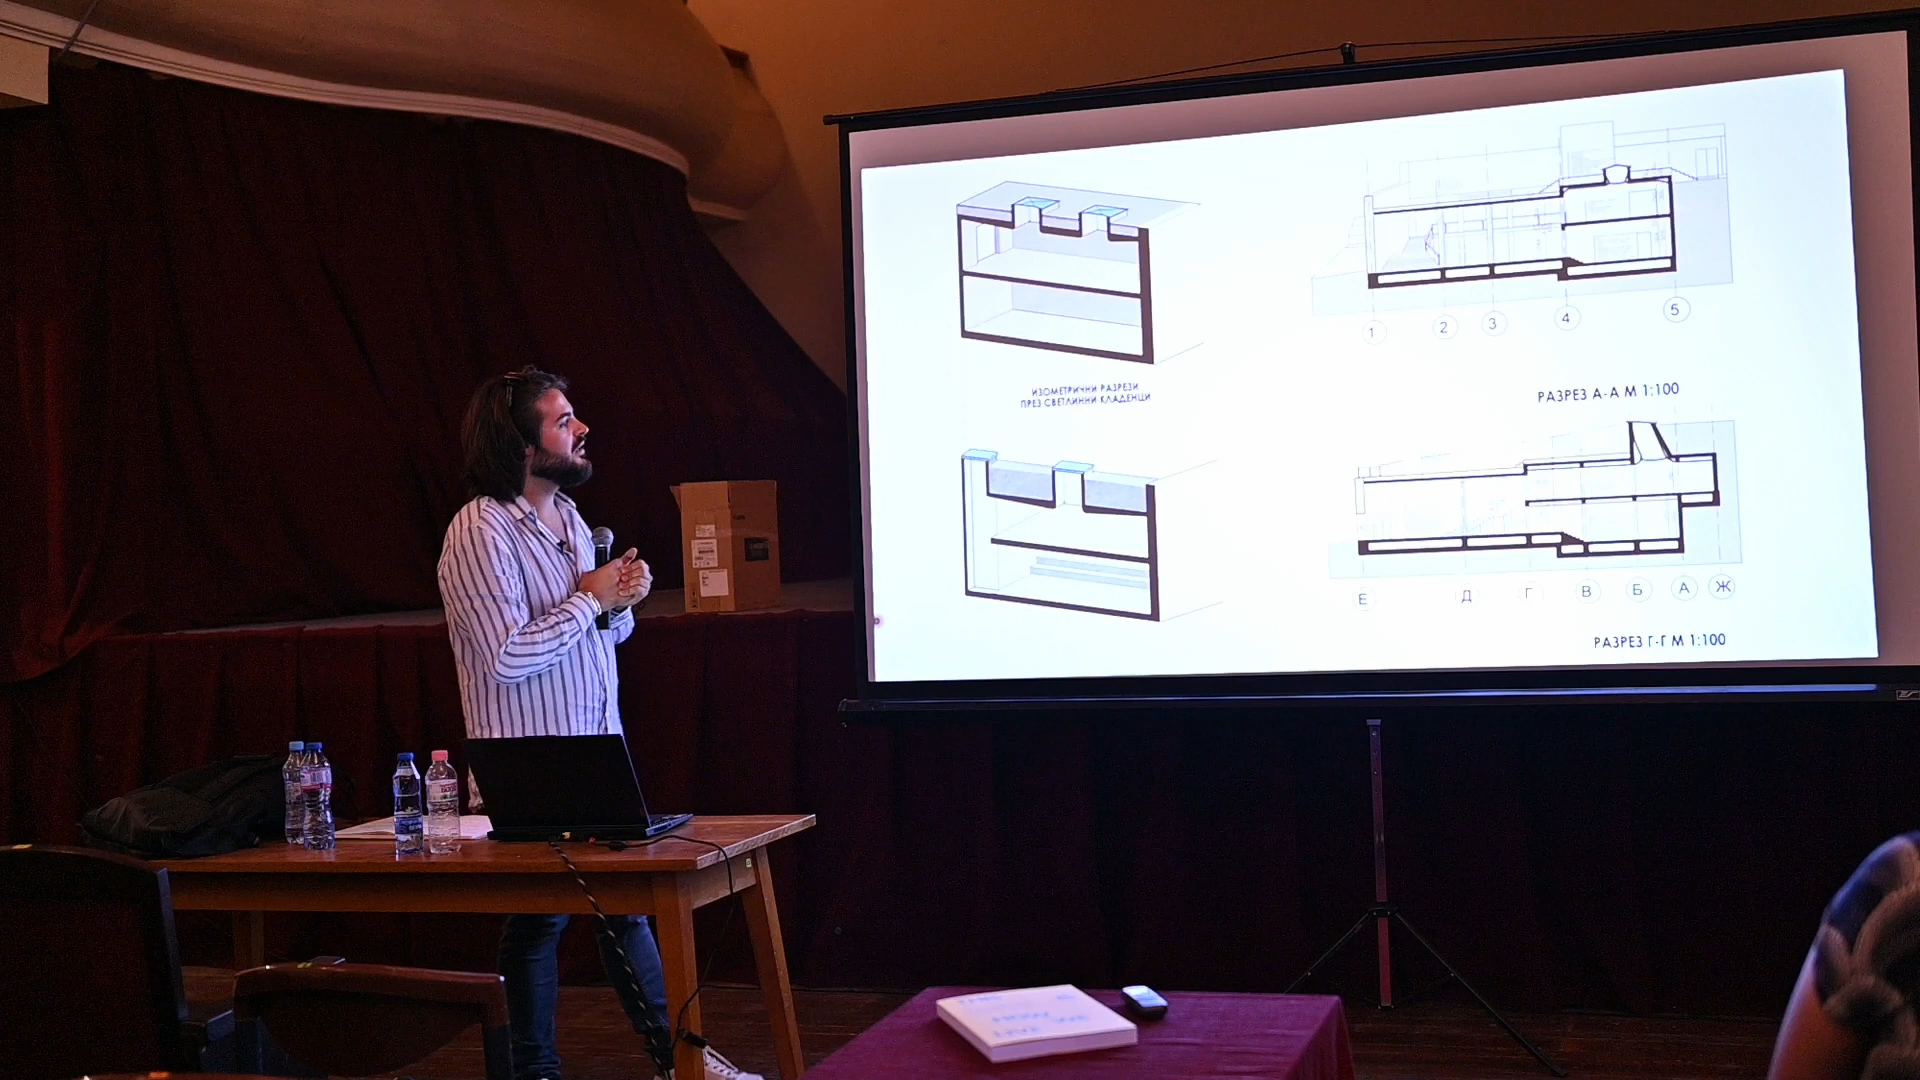 ИЗОМЕТРИЧНИ РАЗРЕЗИ
ПРЕЗ СВЕТЛИННИ КЛАДЕНЦИ
1 2 3 4 5
РАЗРЕЗ А-А М 1:100
Е Д Г В Б А Ж
РАЗРЕЗ Г-Г М 1:100